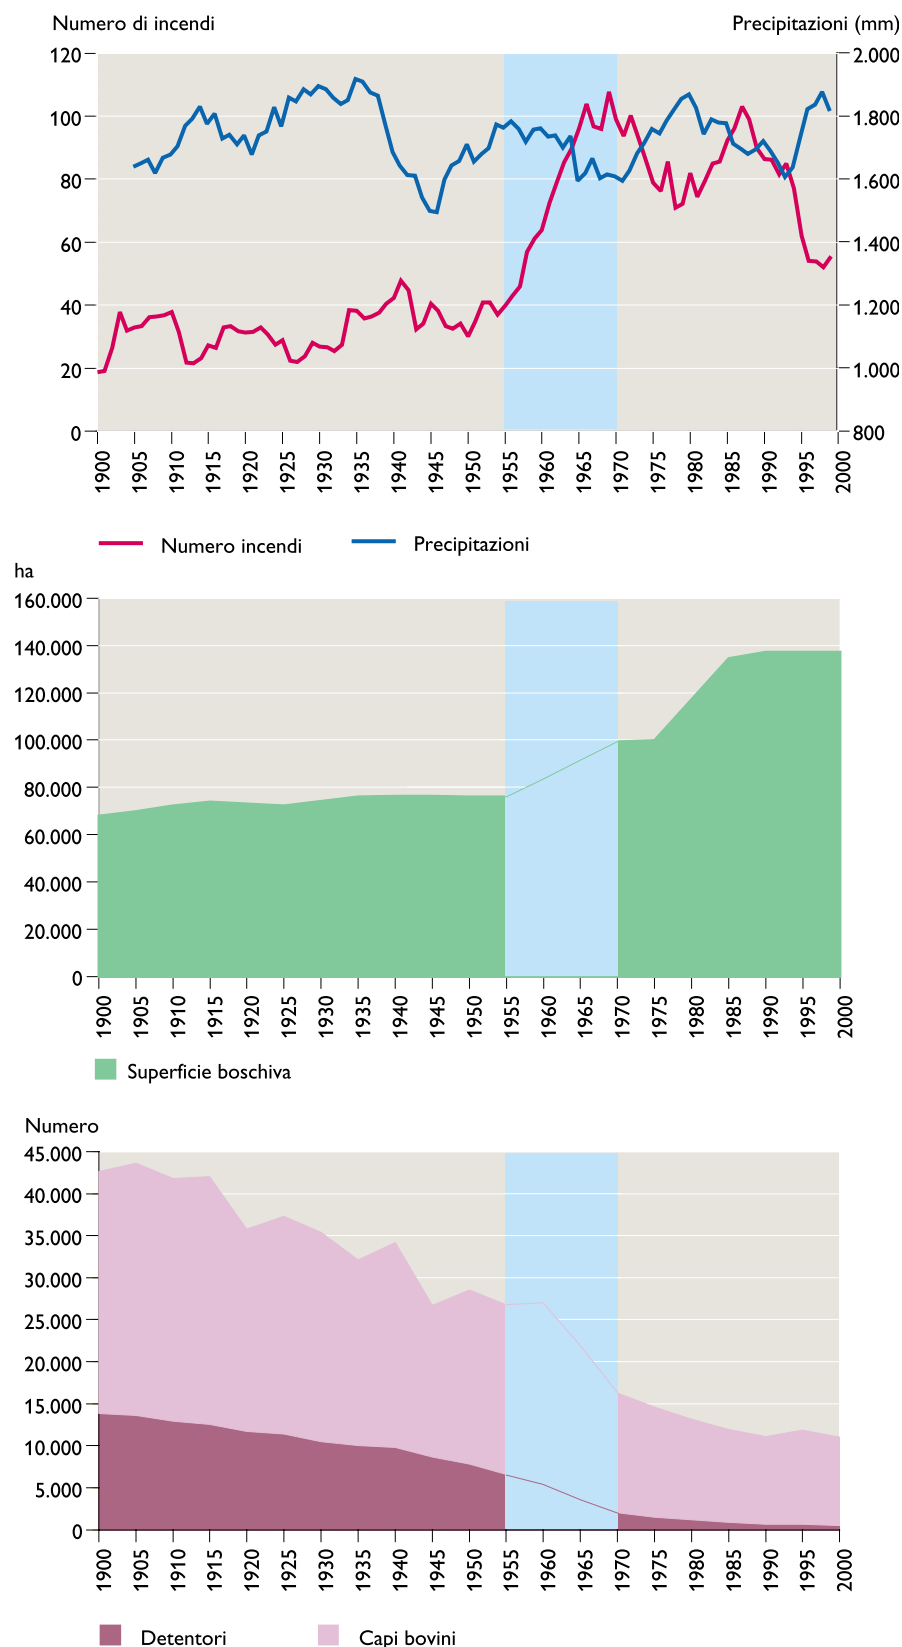 Numero di incendi Precipitazioni (mm)
120 2.000
100 1.800
80 1.600
60 1.400
40 1.200
20 1.000
0 800
1900 1905 1910 1915 1920 1925 1930 1935 1940 1945 1950 1955 1960 1965 1970 1975 1980 1985 1990 1995 2000
Numero incendi Precipitazioni
ha
160.000
140.000
120.000
100.000
80.000
60.000
40.000
20.000
0
1900 1905 1910 1915 1920 1925 1930 1935 1940 1945 1950 1955 1960 1965 1970 1975 1980 1985 1990 1995 2000
Superficie boschiva
Numero
45.000
40.000
35.000
30.000
25.000
20.000
15.000
10.000
5.000
0
1900 1905 1910 1915 1920 1925 1930 1935 1940 1945 1950 1955 1960 1965 1970 1975 1980 1985 1990 1995 2000
Detentori Capi bovini